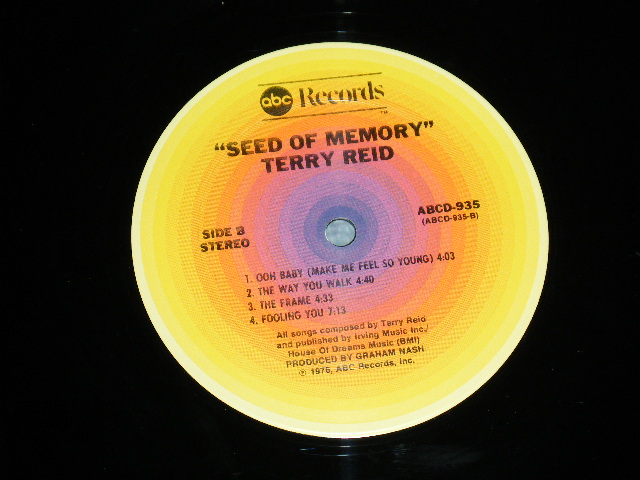 abc Records
TM
"SEED OF MEMORY"
TERRY REID
SIDE B
STEREO
ABCD-935
(ABCD-935-B)
1. OOH BABY (MAKE ME FEEL SO YOUNG) 4:03
2. THE WAY YOU WALK 4:40
3. THE FRAME 4:33
4. FOOLING YOU 7:13
All songs composed by Terry Reid
and published by Irving Music Inc./
House Of Dreams Music (BMI)
PRODUCED BY GRAHAM NASH
℗ 1976, ABC Records, Inc.